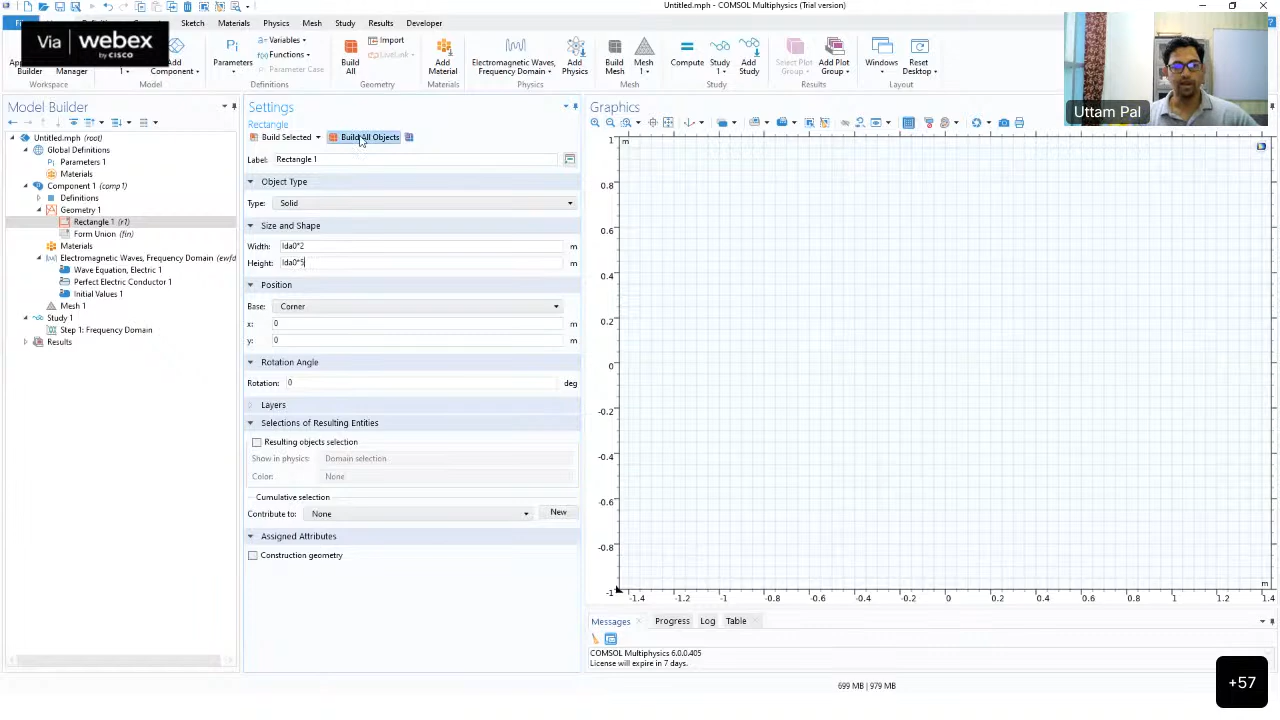 Untitled.mph - COMSOL Multiphysics (Trial version)
Sketch Materials Physics Mesh Study Results Developer
Via webex
by CISCO
Builder
Manager
Add
Component
Workspace
Model
Pi
Parameters
Variables
Functions
Parameter Case
Definitions
Build
All
Import
LiveLink
Geometry
Add
Material
Materials
Electromagnetic Waves,
Frequency Domain
Add
Physics
Physics
Build
Mesh
Mesh
1
Mesh
Compute
Study
1
Add
Study
Study
Select Plot
Group
Add Plot
Group
Results
Windows
Reset
Desktop
Layout
Uttam Pal
Model Builder
Untitled.mph (root)
Global Definitions
Pi Parameters 1
Materials
Component 1 (comp1)
Definitions
Geometry 1
Rectangle 1 (r1)
Form Union (fin)
Materials
Electromagnetic Waves, Frequency Domain (ewfd
Wave Equation, Electric 1
Perfect Electric Conductor 1
Initial Values 1
Mesh 1
Study 1
Step 1: Frequency Domain
Results
Settings
Rectangle
Build Selected
Build All Objects
Label: Rectangle 1
Object Type
Type: Solid
Size and Shape
Width: lda0*2 m
Height: lda0*5 m
Position
Base: Corner
x: 0 m
y: 0 m
Rotation Angle
Rotation: 0 deg
Layers
Selections of Resulting Entities
Resulting objects selection
Show in physics: Domain selection
Color: None
Cumulative selection
Contribute to: None New
Assigned Attributes
Construction geometry
Graphics
m
1
0.8
0.6
0.4
0.2
0
-0.2
-0.4
-0.6
-0.8
-1
m
-1.4 -1.2 -1 -0.8 -0.6 -0.4 -0.2 0 0.2 0.4 0.6 0.8 1 1.2 1.4
Messages Progress Log Table
COMSOL Multiphysics 6.0.0.405
License will expire in 7 days.
699 MB | 979 MB
+57